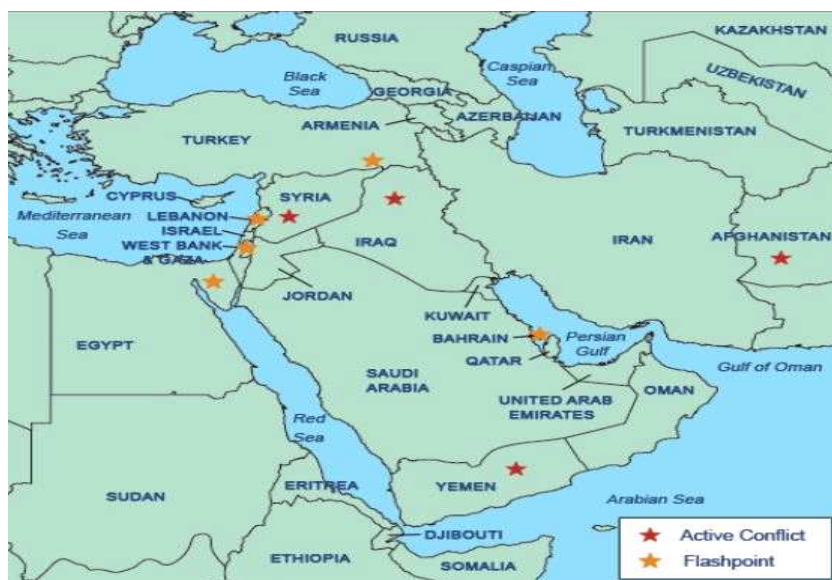 KAZAKHSTAN
RUSSIA
Caspian
Sea
UZBEKISTAN
Black
Sea
GEORGIA
ARMENIA
AZERBANAN
TURKMENISTAN
TURKEY
CYPRUS
SYRIA
Mediterranean
Sea
LEBANON
ISRAEL
WEST BANK
& GAZA
IRAQ
IRAN
AFGHANISTAN
JORDAN
KUWAIT
EGYPT
BAHRAIN
Persian
Gulf
QATAR
Gulf of Oman
SAUDI
ARABIA
UNITED ARAB
EMIRATES
OMAN
Red
Sea
SUDAN
ERITREA
YEMEN
Arabian Sea
DJIBOUTI
ETHIOPIA
SOMALIA
Active Conflict
Flashpoint